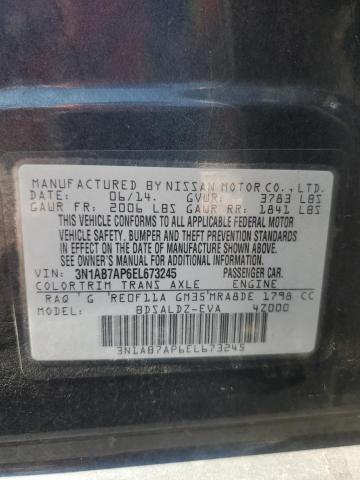 MANUFACTURED BY NISSAN MOTOR CO., LTD.
DATE: 06/14. GVWR: 3783 LBS
GAWR FR: 2006 LBS GAWR RR: 1841 LBS
THIS VEHICLE CONFORMS TO ALL APPLICABLE FEDERAL MOTOR
VEHICLE SAFETY, BUMPER AND THEFT PREVENTION STANDARDS
IN EFFECT ON THE DATE OF MANUFACTURE SHOWN ABOVE.
SEE OWNER'S MANUAL FOR ADDITIONAL INFORMATION.
VIN: 3N1AB7AP6EL673245 PASSENGER CAR.
COLOR TRIM TRANS AXLE ENGINE
RAQ G RE0F11A GM35 MRA8DE 1798 CC
MODEL: BDSALDZ-EVA 4Z000
3N1AB7AP6EL673245